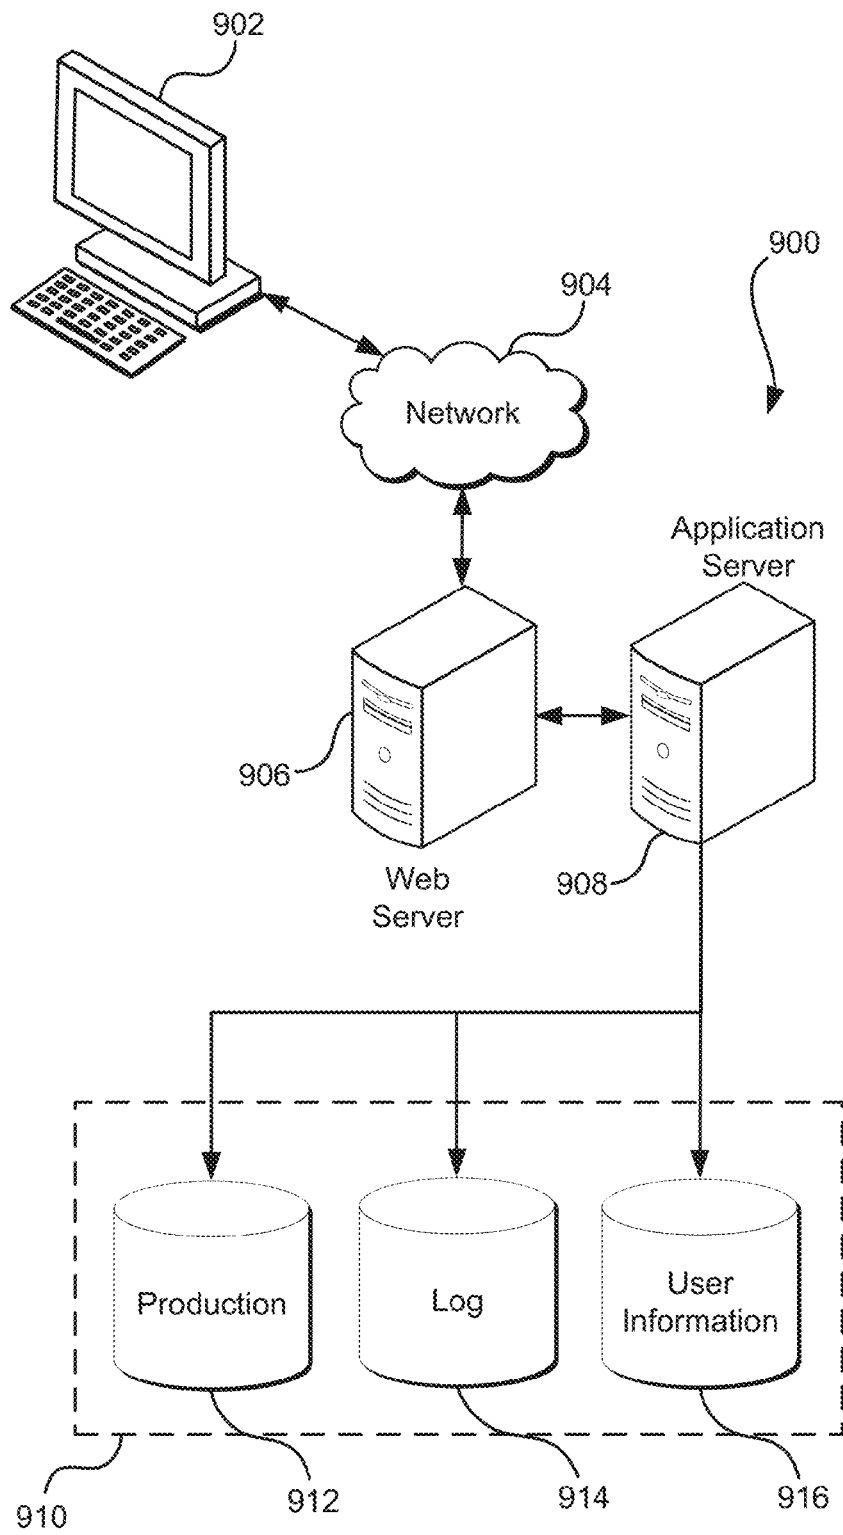 902
900
904
Network
Application
Server
906
Web
Server
908
Production
Log
User
Information
910
912
914
916